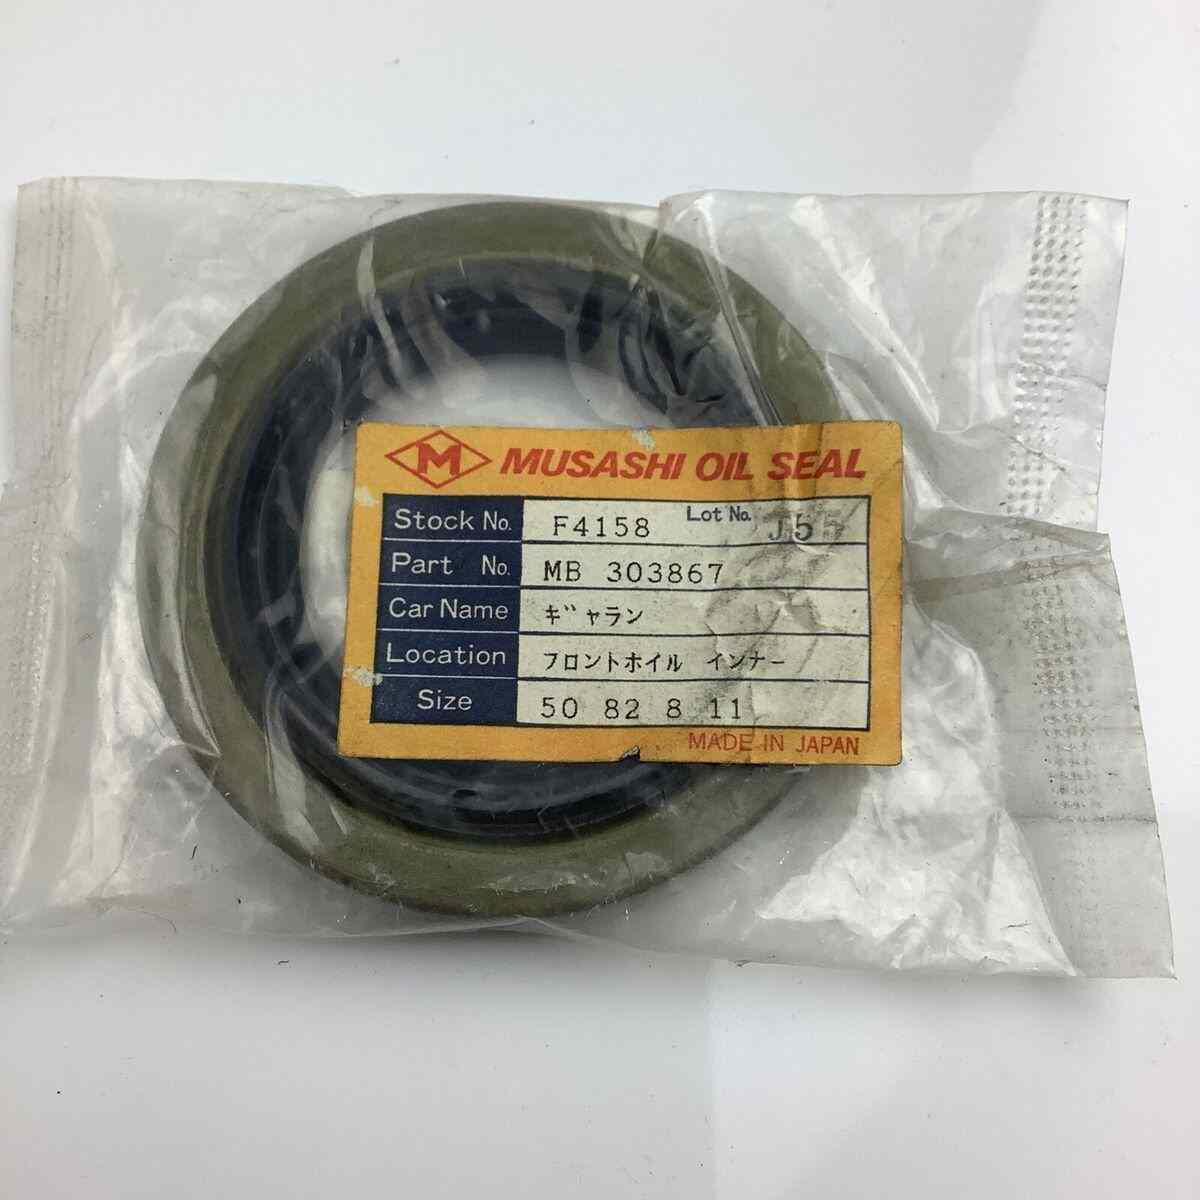 M MUSASHI OIL SEAL
Stock No. F4158 Lot No. J55
Part No. MB 303867
Car Name ギャラン
Location フロントホイル インナー
Size 50 82 8 11
MADE IN JAPAN